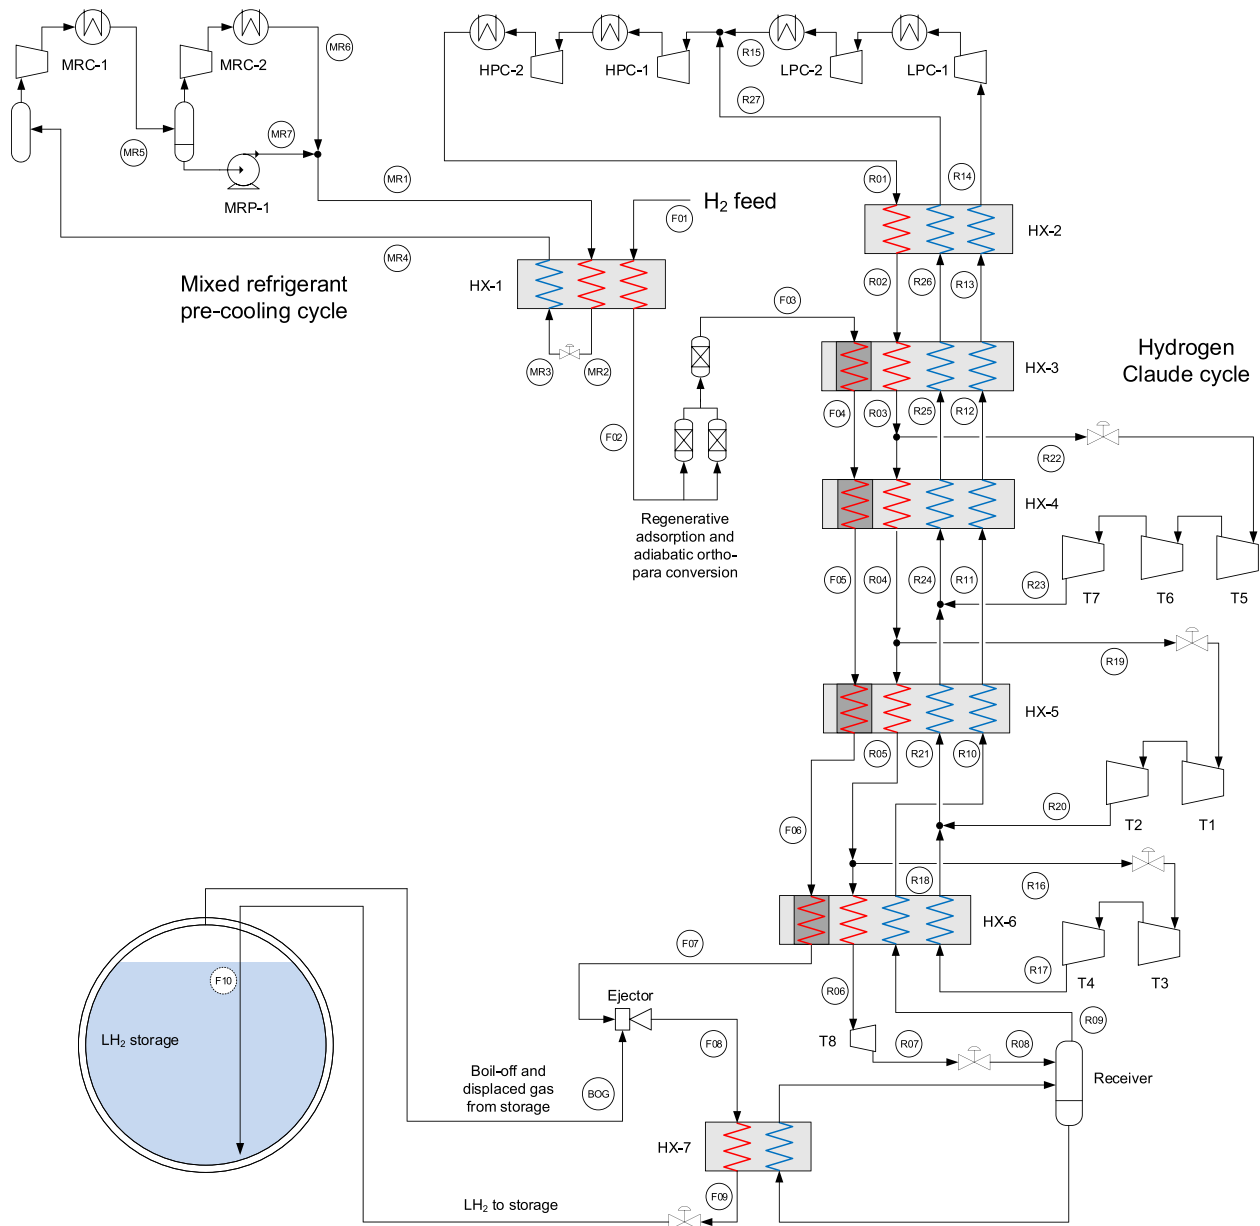 MRC-1
MRC-2
MR6
R15
HPC-2
HPC-1
LPC-2
LPC-1
R27
MR5
MR7
MRP-1
MR1
R01
R14
H2 feed
F01
HX-2
MR4
Mixed refrigerant
pre-cooling cycle
HX-1
R02
R26
R13
F03
MR3
MR2
HX-3
Hydrogen
Claude cycle
F04
R03
R25
R12
F02
R22
HX-4
Regenerative
adsorption and
adiabatic ortho-
para conversion
F05
R04
R24
R11
R23
T7
T6
T5
R19
HX-5
R05
R21
R10
R20
T2
T1
F06
R18
R16
HX-6
F07
R17
T4
T3
F10
Ejector
R06
LH2 storage
F08
T8
R07
R08
R09
Boil-off and
displaced gas
from storage
BOG
Receiver
HX-7
LH2 to storage
F09